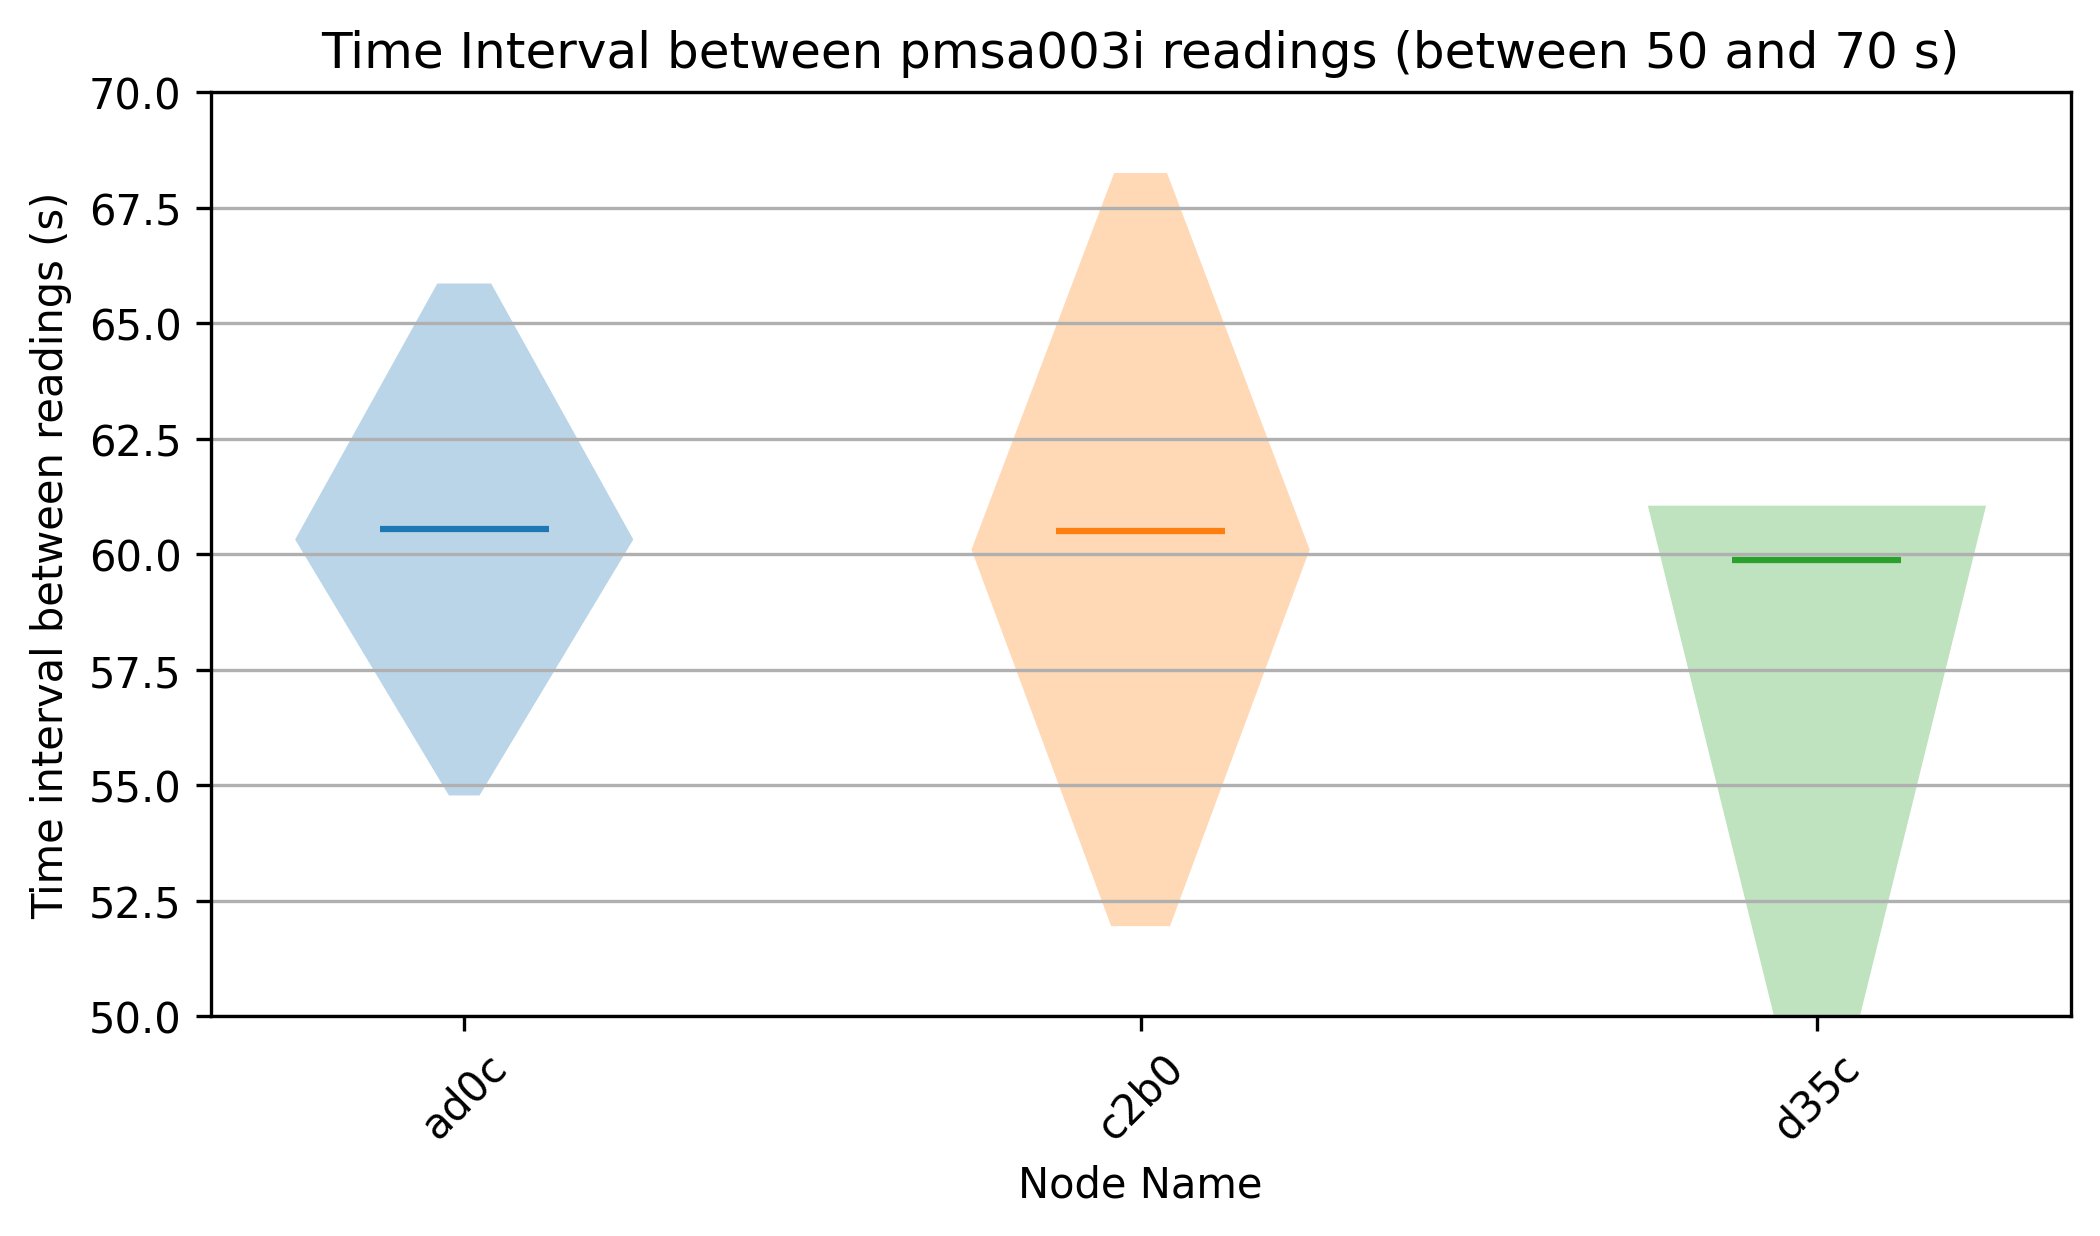 Time Interval between pmsa003i readings (between 50 and 70 s)
Time interval between readings (s)
70.0
67.5
65.0
62.5
60.0
57.5
55.0
52.5
50.0
ad0c
c2b0
d35c
Node Name